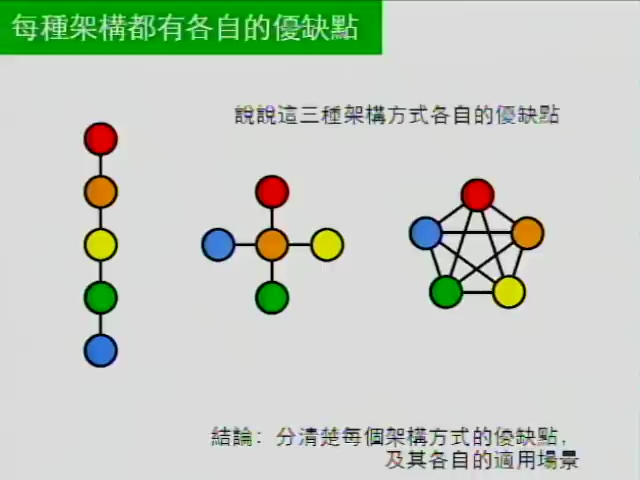 每種架構都有各自的優缺點
說說這三種架構方式各自的優缺點
結論：分清楚每個架構方式的優缺點，
及其各自的適用場景